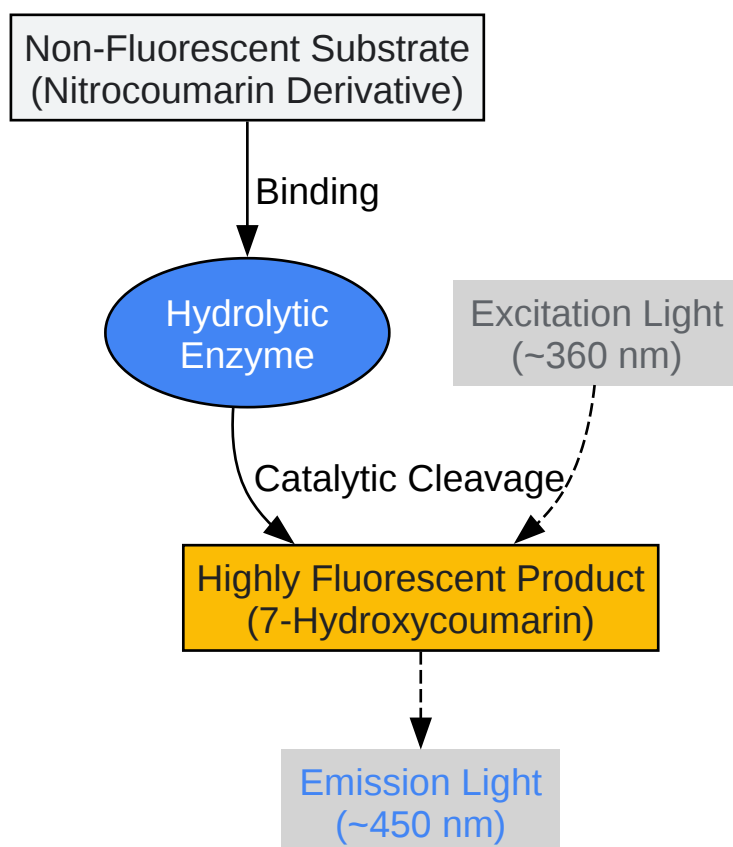 Non-Fluorescent Substrate
(Nitrocoumarin Derivative)
Binding
Hydrolytic
Enzyme
Excitation Light
(~360 nm)
Catalytic Cleavage
Highly Fluorescent Product
(7-Hydroxycoumarin)
Emission Light
(~450 nm)